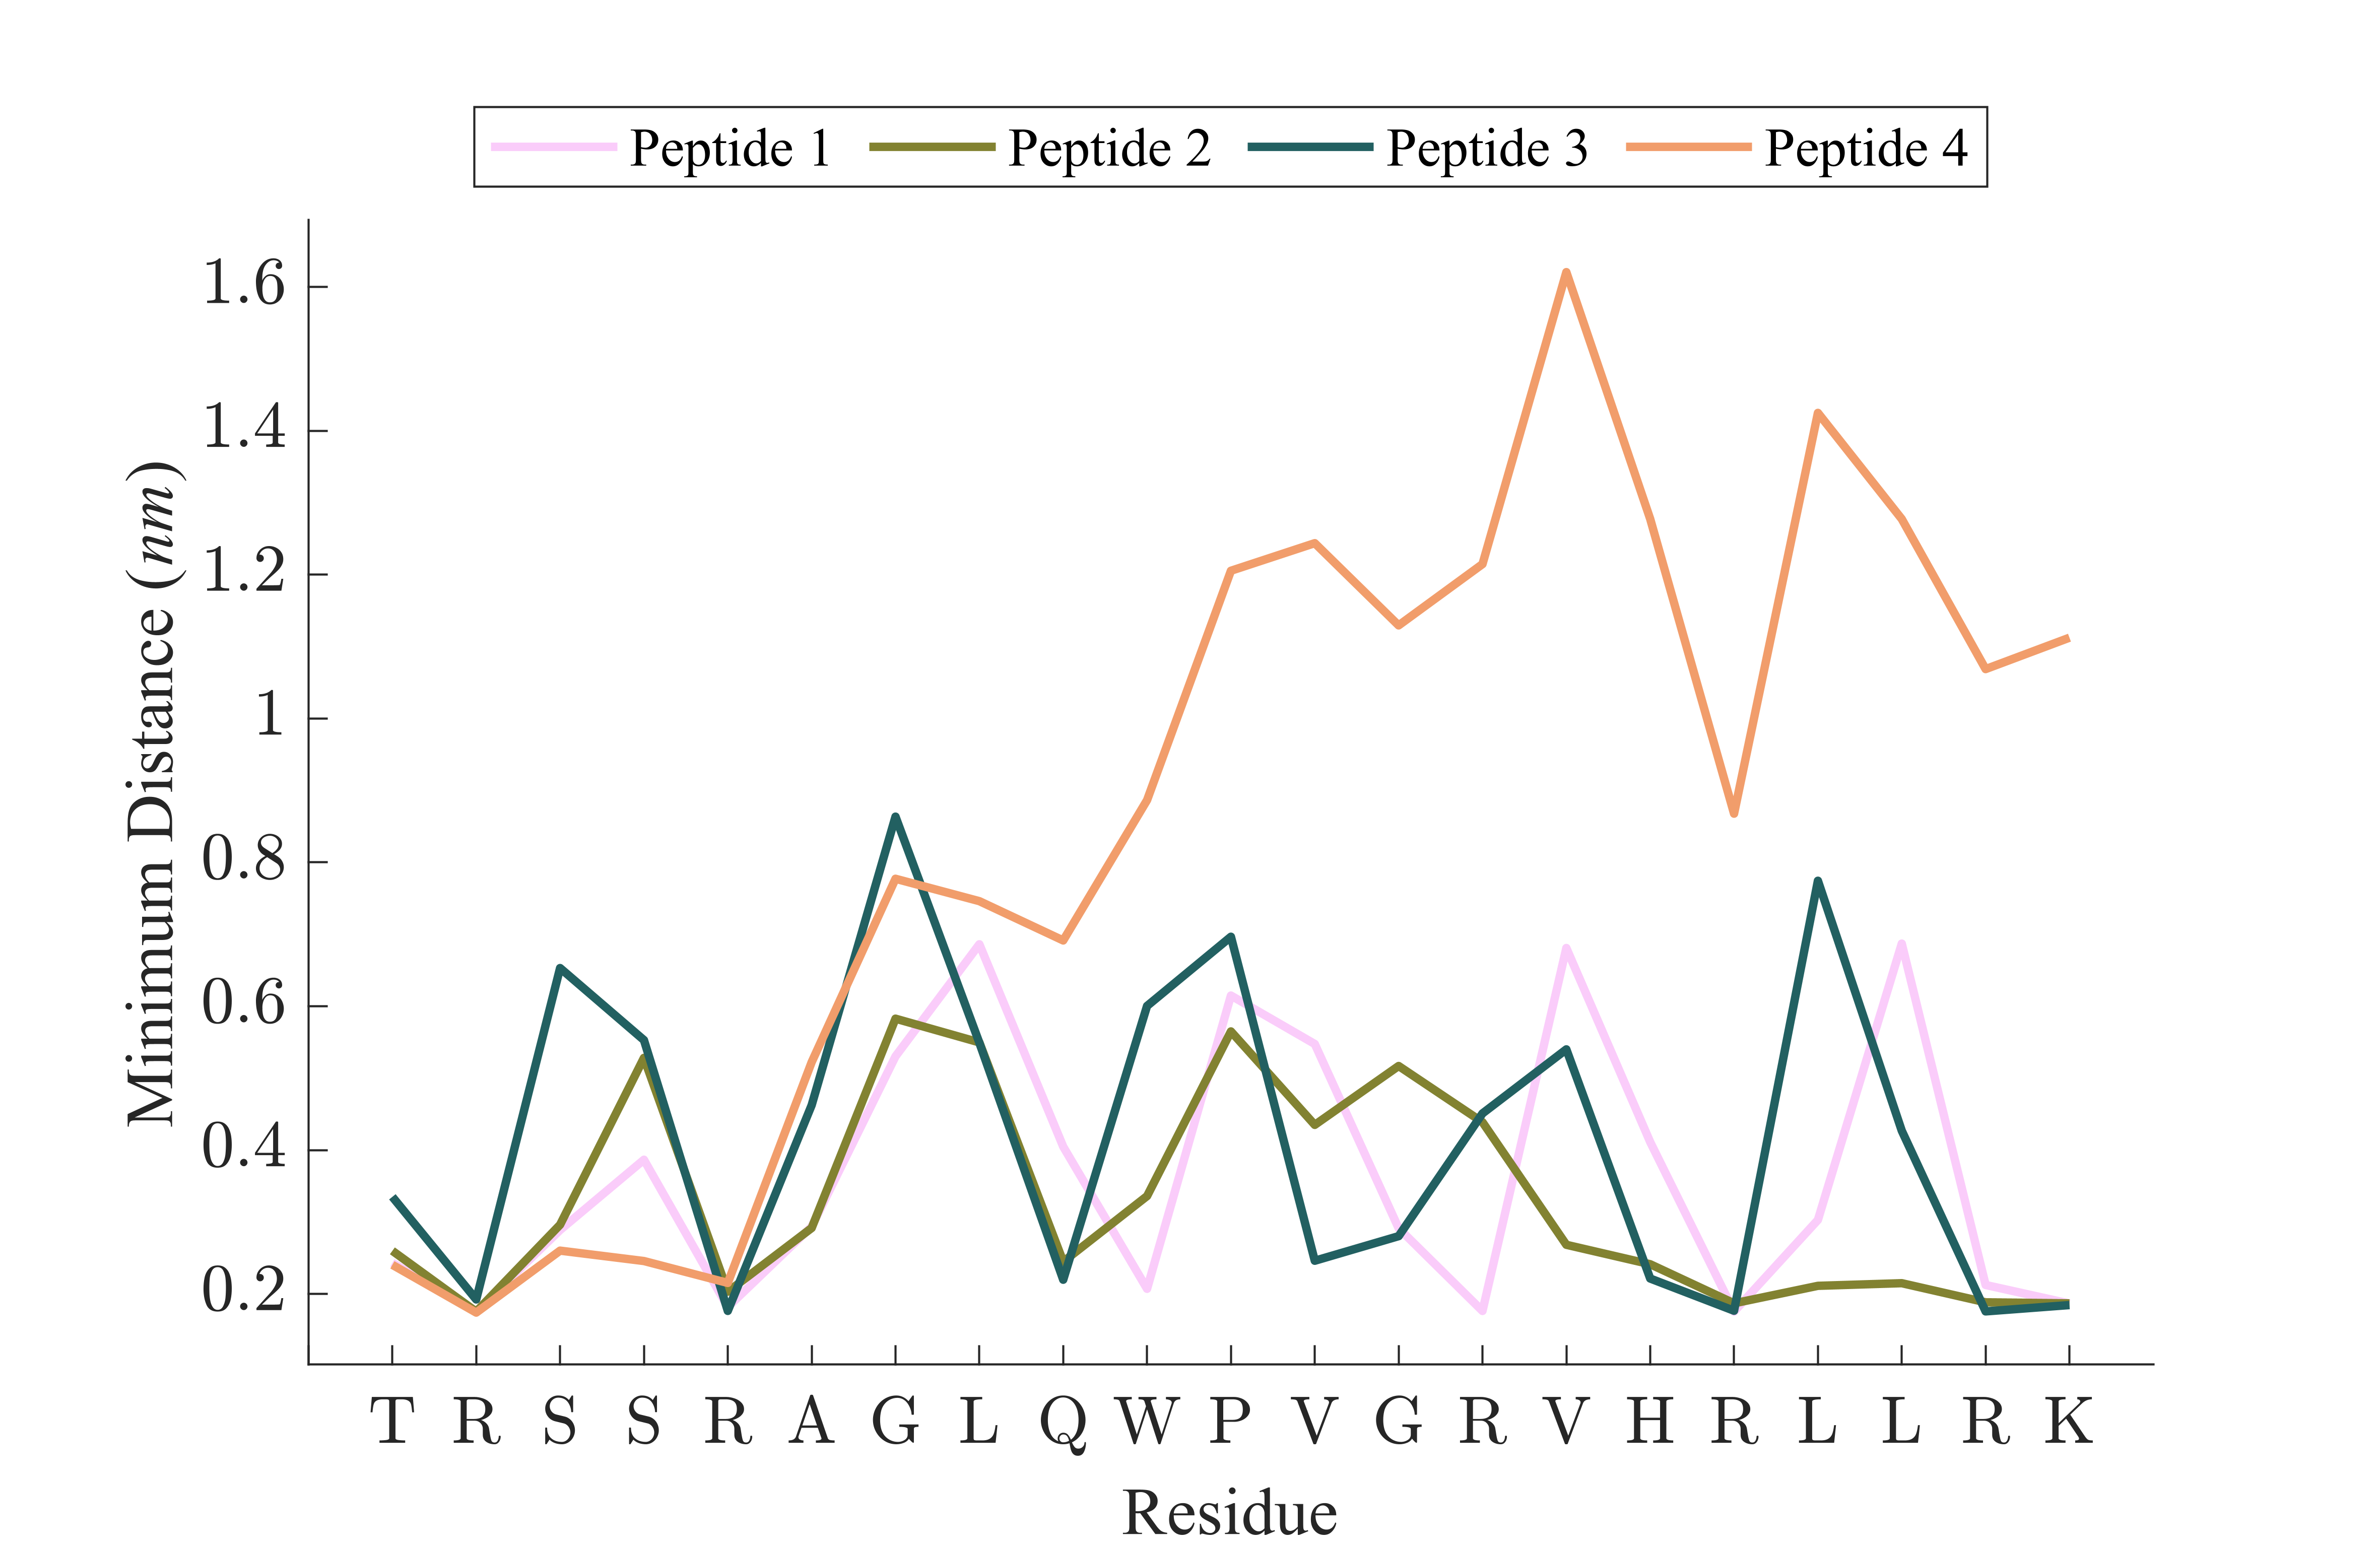 Peptide 1 Peptide 2 Peptide 3 Peptide 4
1.6
1.4
1.2
1
0.8
0.6
0.4
0.2
Minimum Distance (nm)
T R S S R A G L Q W P V G R V H R L L R K
Residue